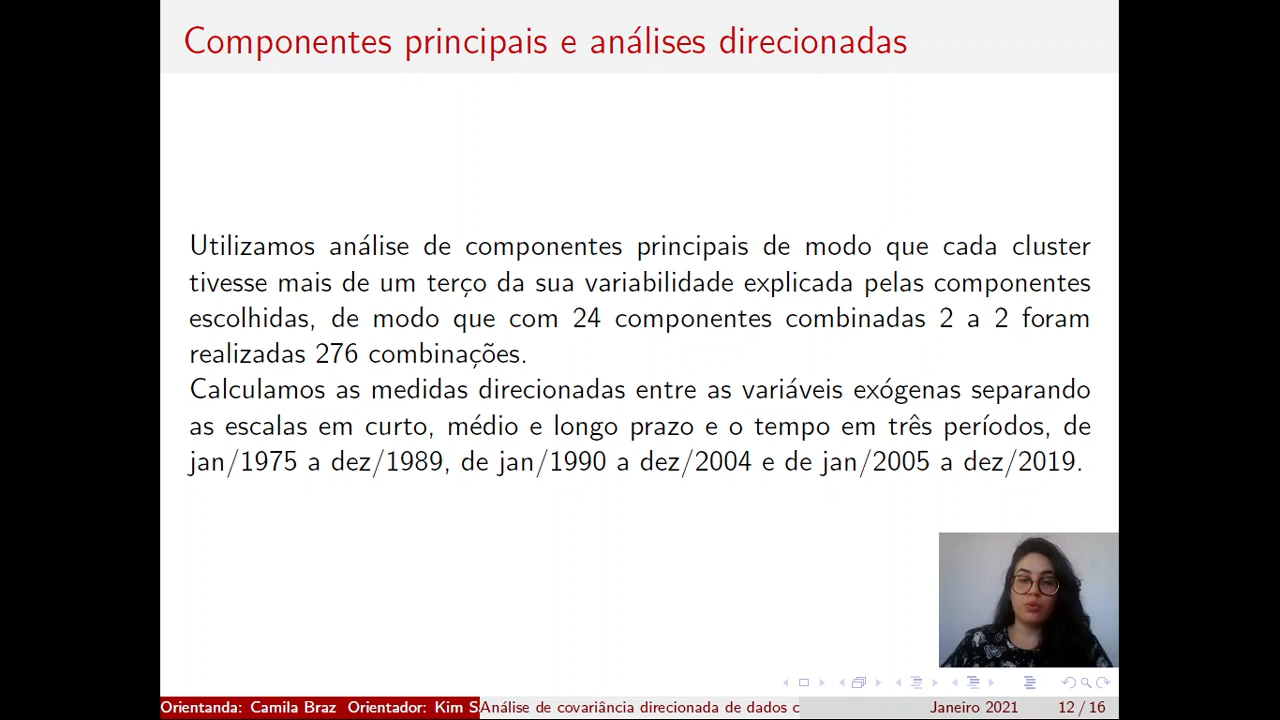 Componentes principais e análises direcionadas
Utilizamos análise de componentes principais de modo que cada cluster
tivesse mais de um terço da sua variabilidade explicada pelas componentes
escolhidas, de modo que com 24 componentes combinadas 2 a 2 foram
realizadas 276 combinações.
Calculamos as medidas direcionadas entre as variáveis exógenas separando
as escalas em curto, médio e longo prazo e o tempo em três períodos, de
jan/1975 a dez/1989, de jan/1990 a dez/2004 e de jan/2005 a dez/2019.
Orientanda: Camila Braz Orientador: Kim S Análise de covariância direcionada de dados c Janeiro 2021 12 / 16